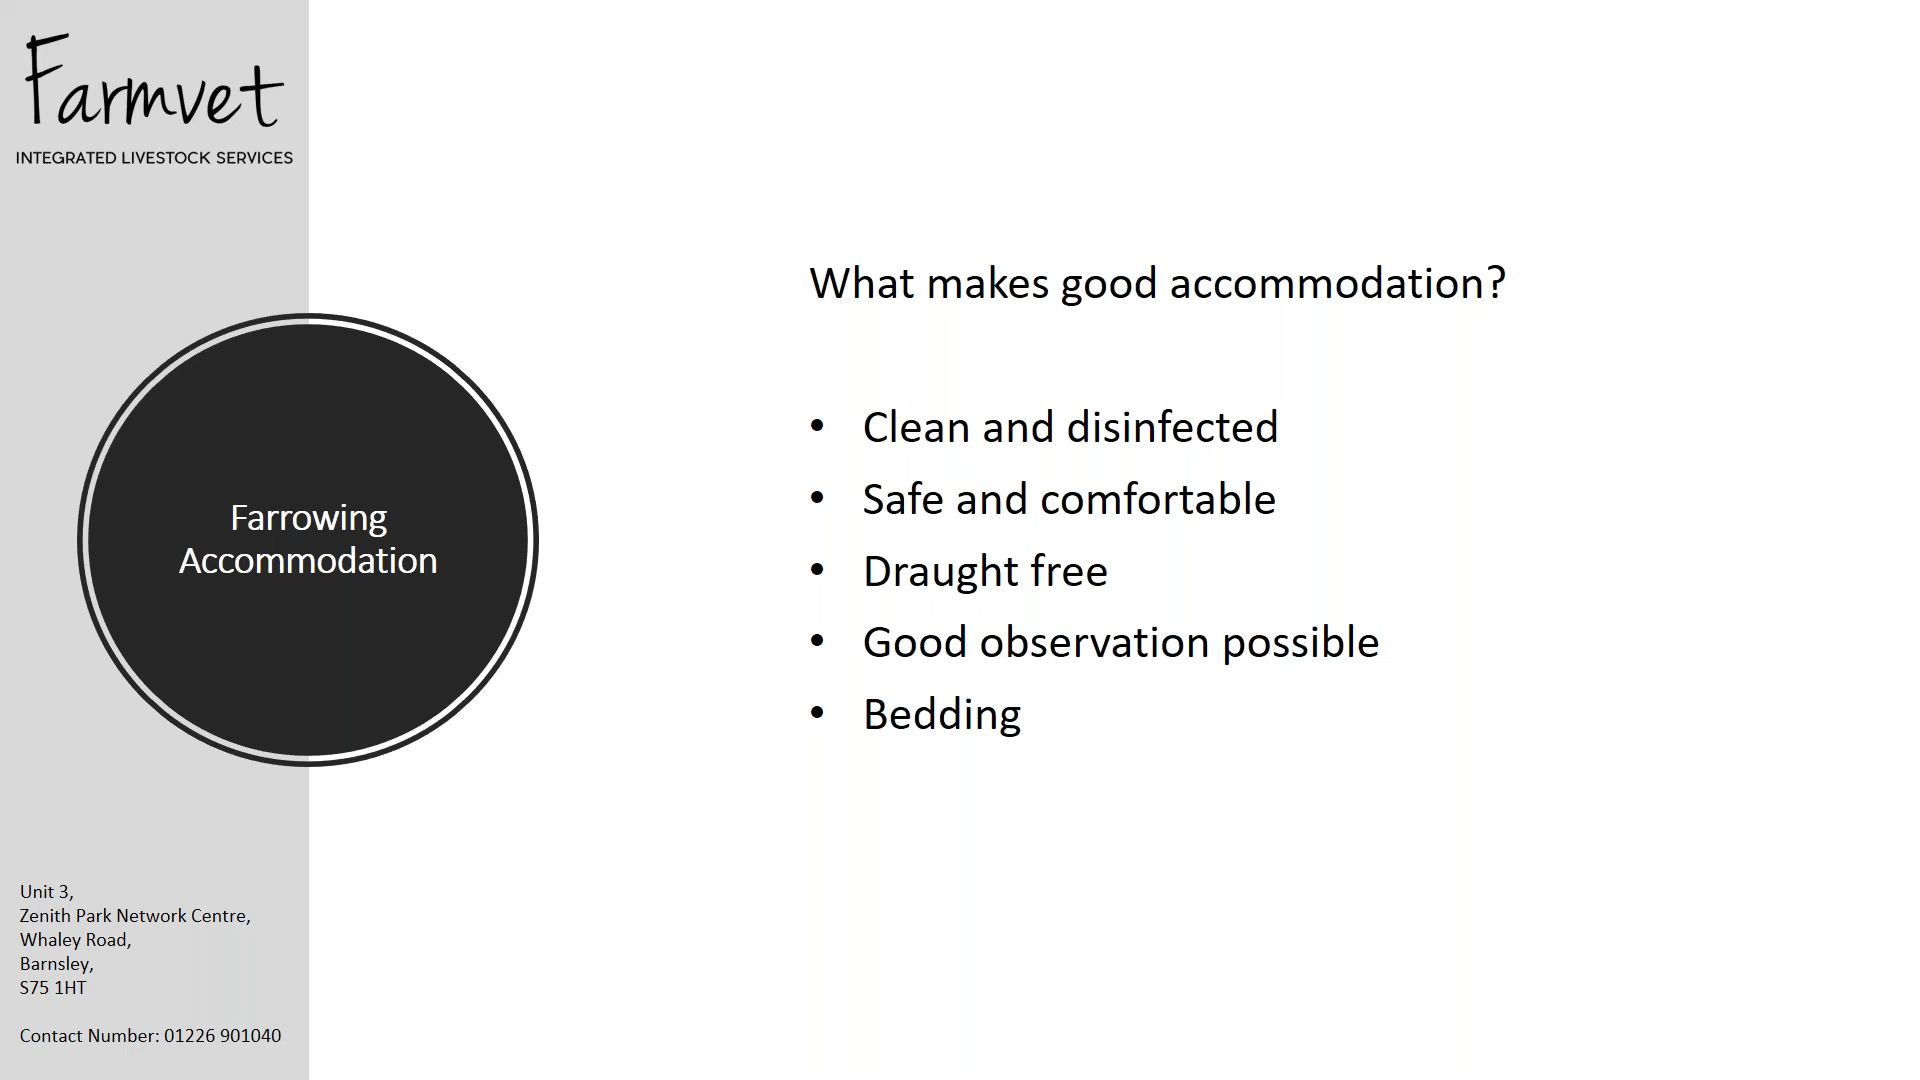 Farmvet
INTEGRATED LIVESTOCK SERVICES
Farrowing
Accommodation
What makes good accommodation?
• Clean and disinfected
• Safe and comfortable
• Draught free
• Good observation possible
• Bedding
Unit 3,
Zenith Park Network Centre,
Whaley Road,
Barnsley,
S75 1HT
Contact Number: 01226 901040